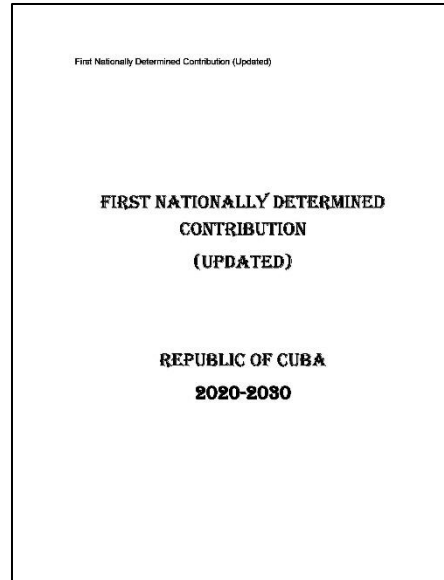 First Nationally Determined Contribution (Updated)
FIRST NATIONALLY DETERMINED
CONTRIBUTION
(UPDATED)
REPUBLIC OF CUBA
2020-2030